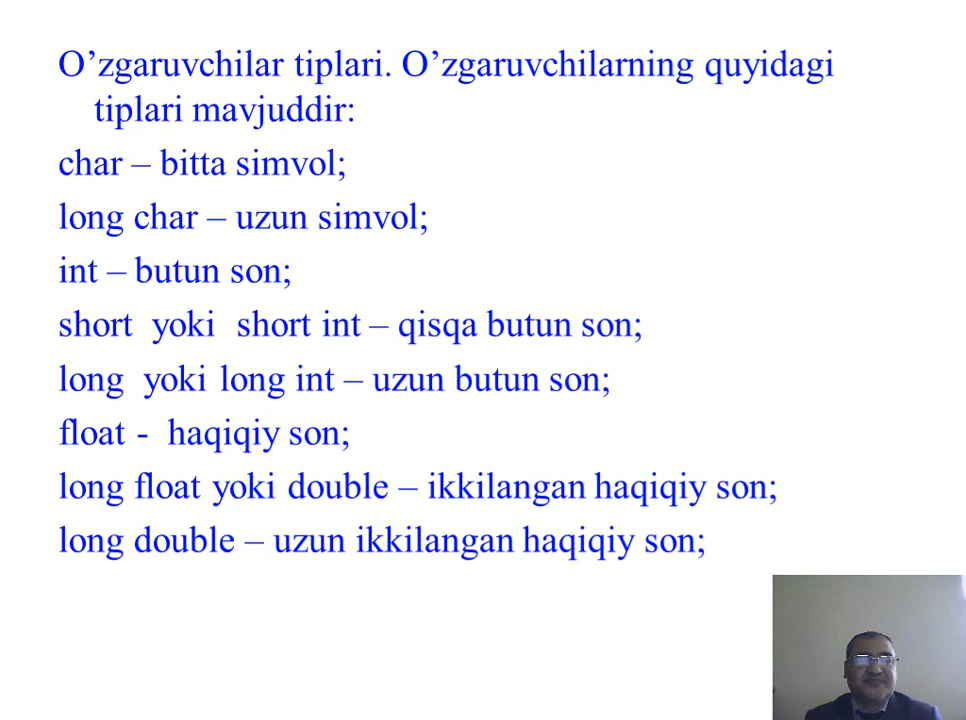 O’zgaruvchilar tiplari. O’zgaruvchilarning quyidagi
tiplari mavjuddir:
char – bitta simvol;
long char – uzun simvol;
int – butun son;
short yoki short int – qisqa butun son;
long yoki long int – uzun butun son;
float - haqiqiy son;
long float yoki double – ikkilangan haqiqiy son;
long double – uzun ikkilangan haqiqiy son;